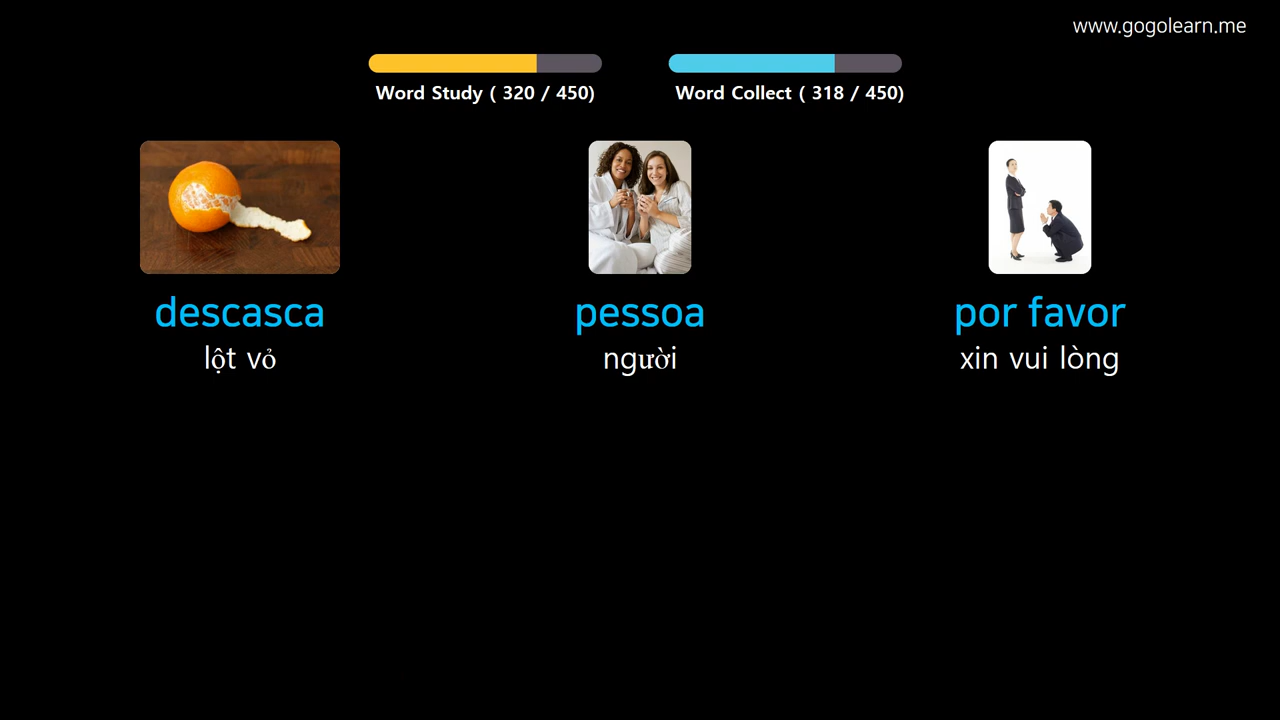 www.gogolearn.me
Word Study ( 320 / 450)
Word Collect ( 318 / 450)
descasca
pessoa
por favor
lột vỏ
người
xin vui lòng